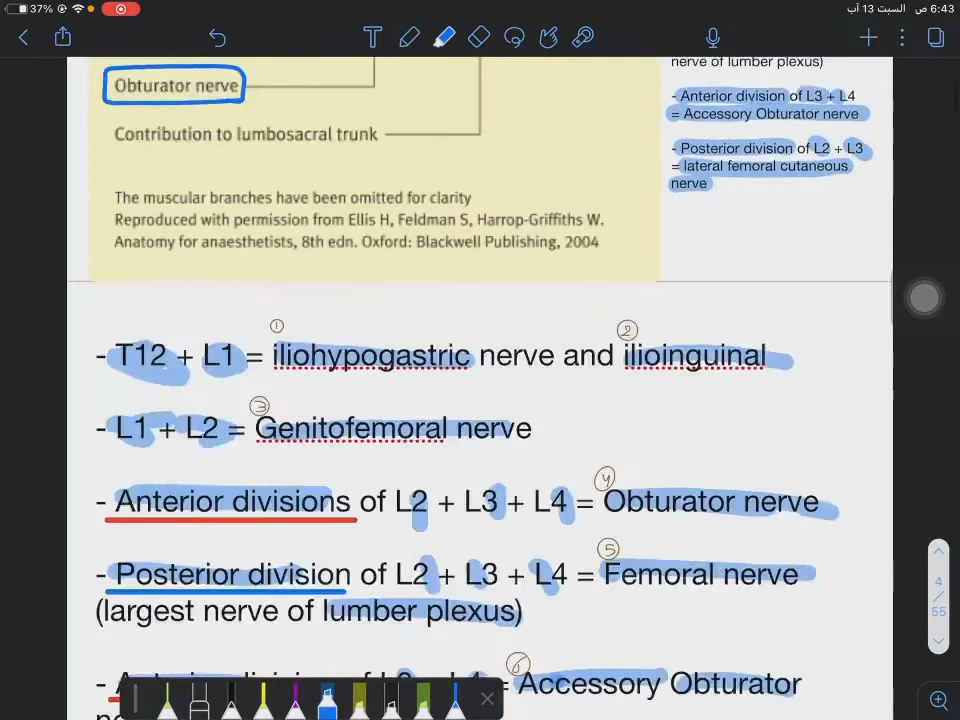 37%
6:43 ص السبت 13 آب
Obturator nerve
Contribution to lumbosacral trunk
The muscular branches have been omitted for clarity
Reproduced with permission from Ellis H, Feldman S, Harrop-Griffiths W.
Anatomy for anaesthetists, 8th edn. Oxford: Blackwell Publishing, 2004
nerve of lumber plexus)
- Anterior division of L3 + L4
= Accessory Obturator nerve
- Posterior division of L2 + L3
= lateral femoral cutaneous
nerve
1 2
- T12 + L1 = iliohypogastric nerve and ilioinguinal
3
- L1 + L2 = Genitofemoral nerve
4
- Anterior divisions of L2 + L3 + L4 = Obturator nerve
5
- Posterior division of L2 + L3 + L4 = Femoral nerve
(largest nerve of lumber plexus)
6
= Accessory Obturator
4
/
55